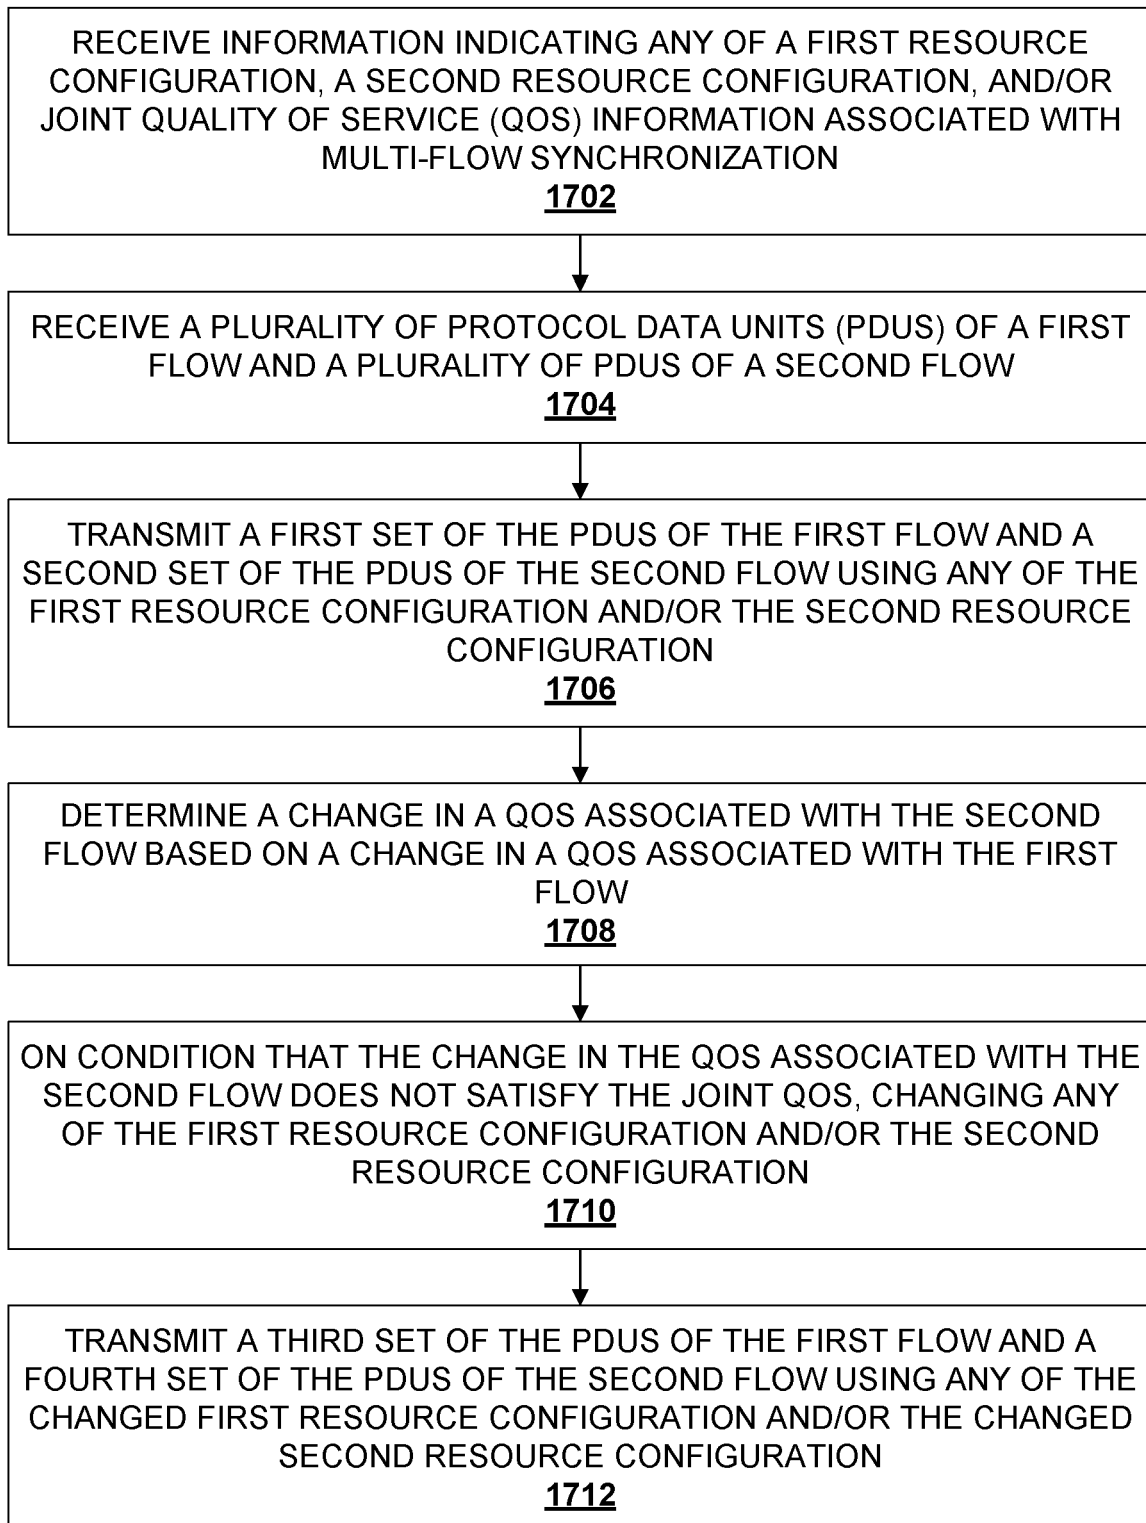 RECEIVE INFORMATION INDICATING ANY OF A FIRST RESOURCE
CONFIGURATION, A SECOND RESOURCE CONFIGURATION, AND/OR
JOINT QUALITY OF SERVICE (QOS) INFORMATION ASSOCIATED WITH
MULTI-FLOW SYNCHRONIZATION
1702
RECEIVE A PLURALITY OF PROTOCOL DATA UNITS (PDUS) OF A FIRST
FLOW AND A PLURALITY OF PDUS OF A SECOND FLOW
1704
TRANSMIT A FIRST SET OF THE PDUS OF THE FIRST FLOW AND A
SECOND SET OF THE PDUS OF THE SECOND FLOW USING ANY OF THE
FIRST RESOURCE CONFIGURATION AND/OR THE SECOND RESOURCE
CONFIGURATION
1706
DETERMINE A CHANGE IN A QOS ASSOCIATED WITH THE SECOND
FLOW BASED ON A CHANGE IN A QOS ASSOCIATED WITH THE FIRST
FLOW
1708
ON CONDITION THAT THE CHANGE IN THE QOS ASSOCIATED WITH THE
SECOND FLOW DOES NOT SATISFY THE JOINT QOS, CHANGING ANY
OF THE FIRST RESOURCE CONFIGURATION AND/OR THE SECOND
RESOURCE CONFIGURATION
1710
TRANSMIT A THIRD SET OF THE PDUS OF THE FIRST FLOW AND A
FOURTH SET OF THE PDUS OF THE SECOND FLOW USING ANY OF THE
CHANGED FIRST RESOURCE CONFIGURATION AND/OR THE CHANGED
SECOND RESOURCE CONFIGURATION
1712